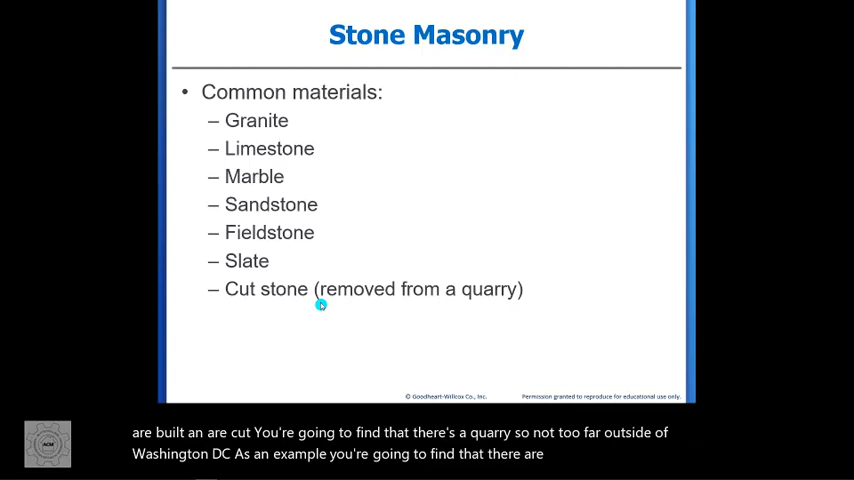 Stone Masonry
• Common materials:
– Granite
– Limestone
– Marble
– Sandstone
– Fieldstone
– Slate
– Cut stone (removed from a quarry)
© Goodheart-Willcox Co., Inc. Permission granted to reproduce for educational use only.
are built an are cut You're going to find that there's a quarry so not too far outside of
ACM
Washington DC As an example you're going to find that there are